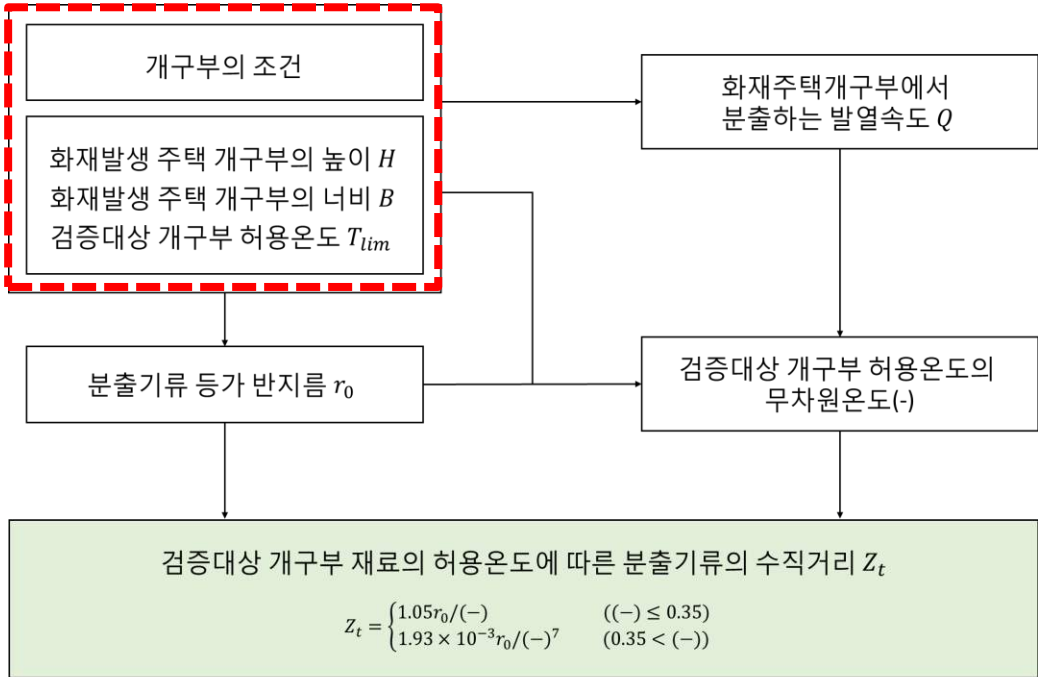 개구부의 조건
화재발생 주택 개구부의 높이 H
화재발생 주택 개구부의 너비 B
검증대상 개구부 허용온도 T_{lim}
화재주택개구부에서
분출하는 발열속도 Q
분출기류 등가 반지름 r_0
검증대상 개구부 허용온도의
무차원온도(-)
검증대상 개구부 재료의 허용온도에 따른 분출기류의 수직거리 Z_t
Z_t = { 1.05r_0/(−) ((−) ≤ 0.35)
1.93 × 10^{−3}r_0/(−)^7 (0.35 < (−))